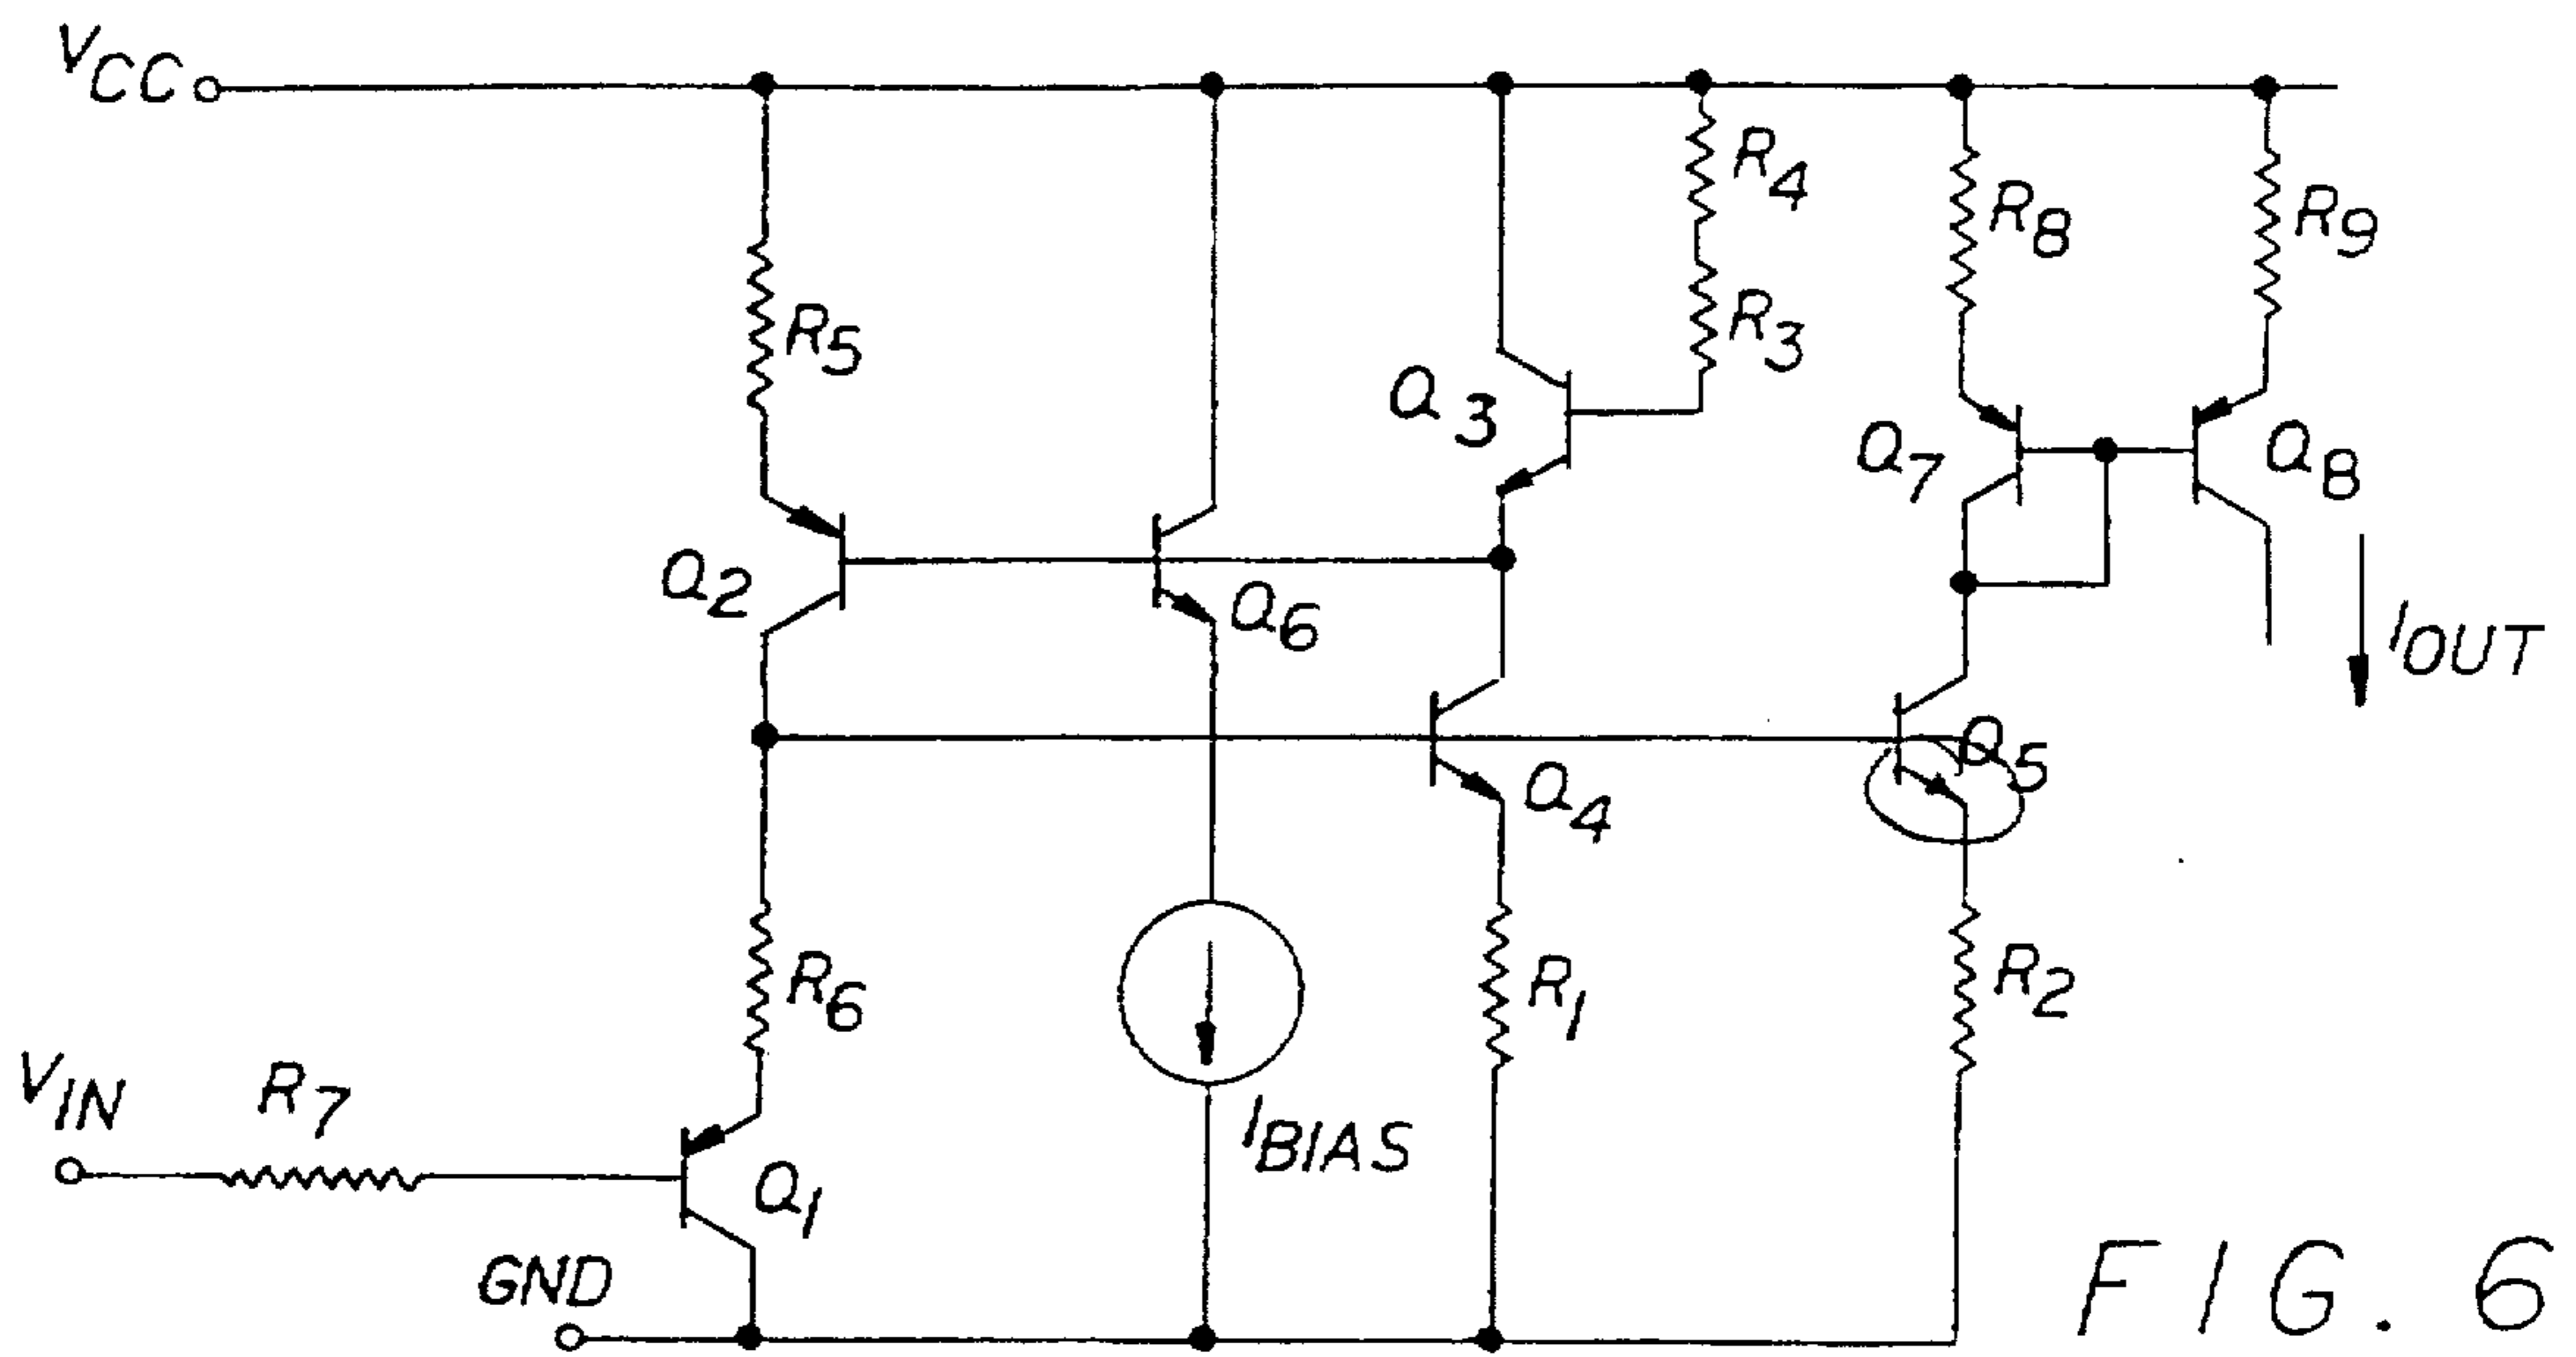 VCC
R4
R8
R9
R5
R3
Q3
Q7
Q8
Q2
Q6
IOUT
Q5
Q4
R6
R1
R2
VIN
R7
IBIAS
Q1
GND
FIG. 6